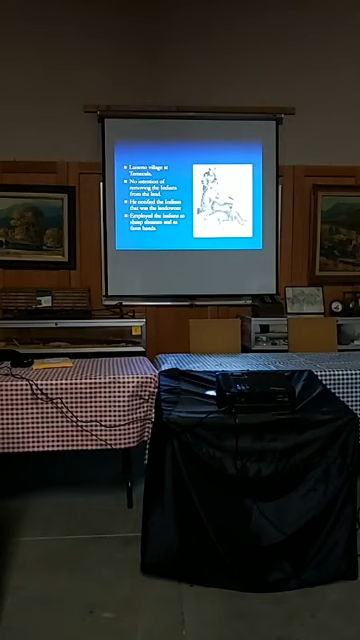 Luiseno village at
Temecula.
No intention of
removing the Indians
from the land.
He notified the Indians
that was the landowner
Employed the Indians as
sheep shearers and as
farm hands